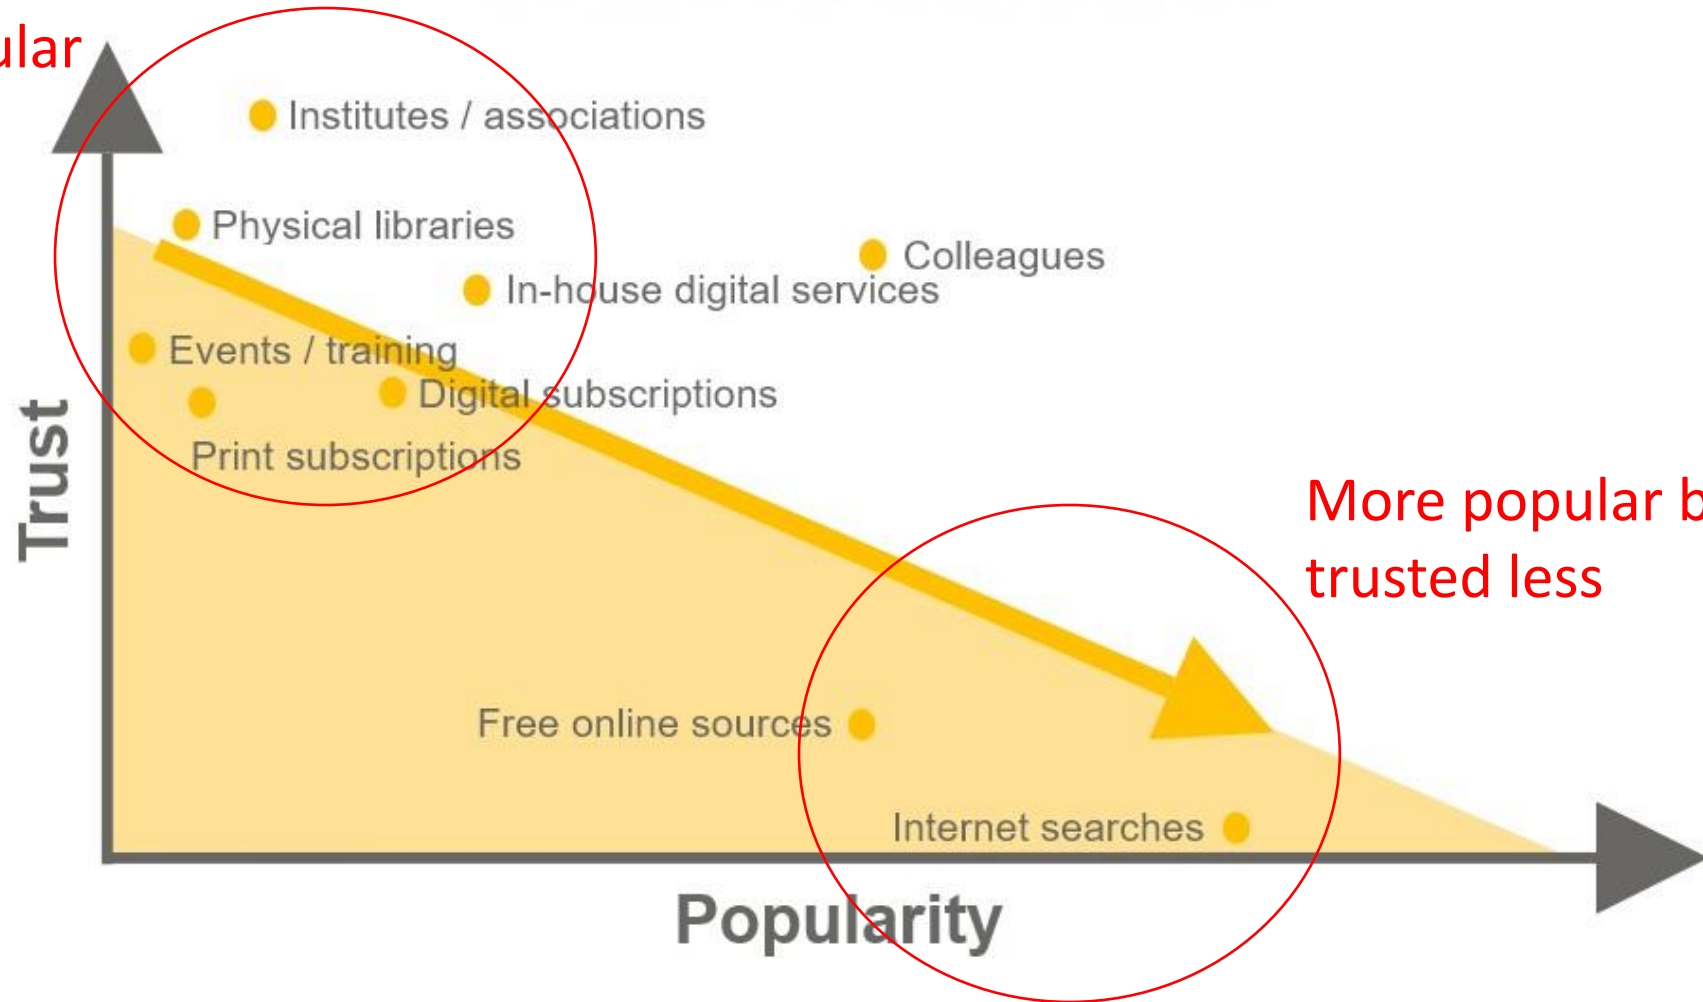 ular
Institutes / associations
Physical libraries
Colleagues
In-house digital services
Events / training
Digital subscriptions
Print subscriptions
Trust
More popular b
trusted less
Free online sources
Internet searches
Popularity